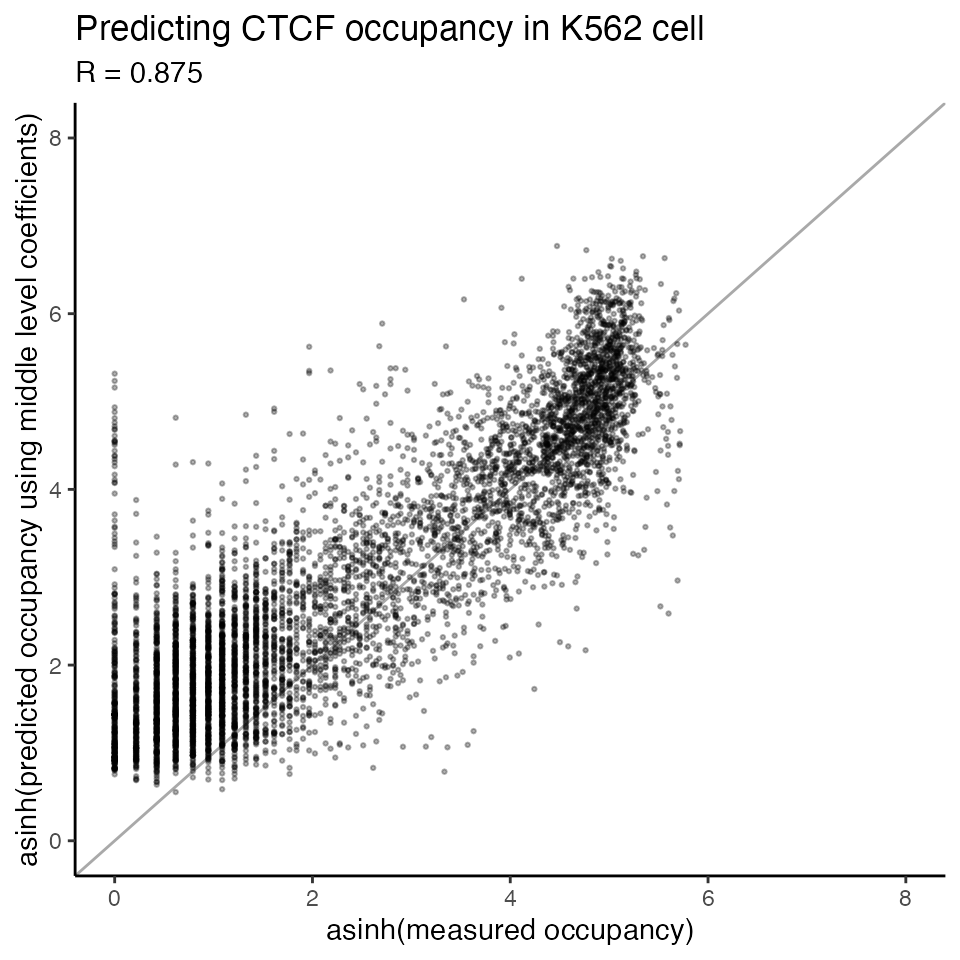 Predicting CTCF occupancy in K562 cell
R = 0.875
asinh(predicted occupancy using middle level coefficients)
8
6
4
2
0
0 2 4 6 8
asinh(measured occupancy)